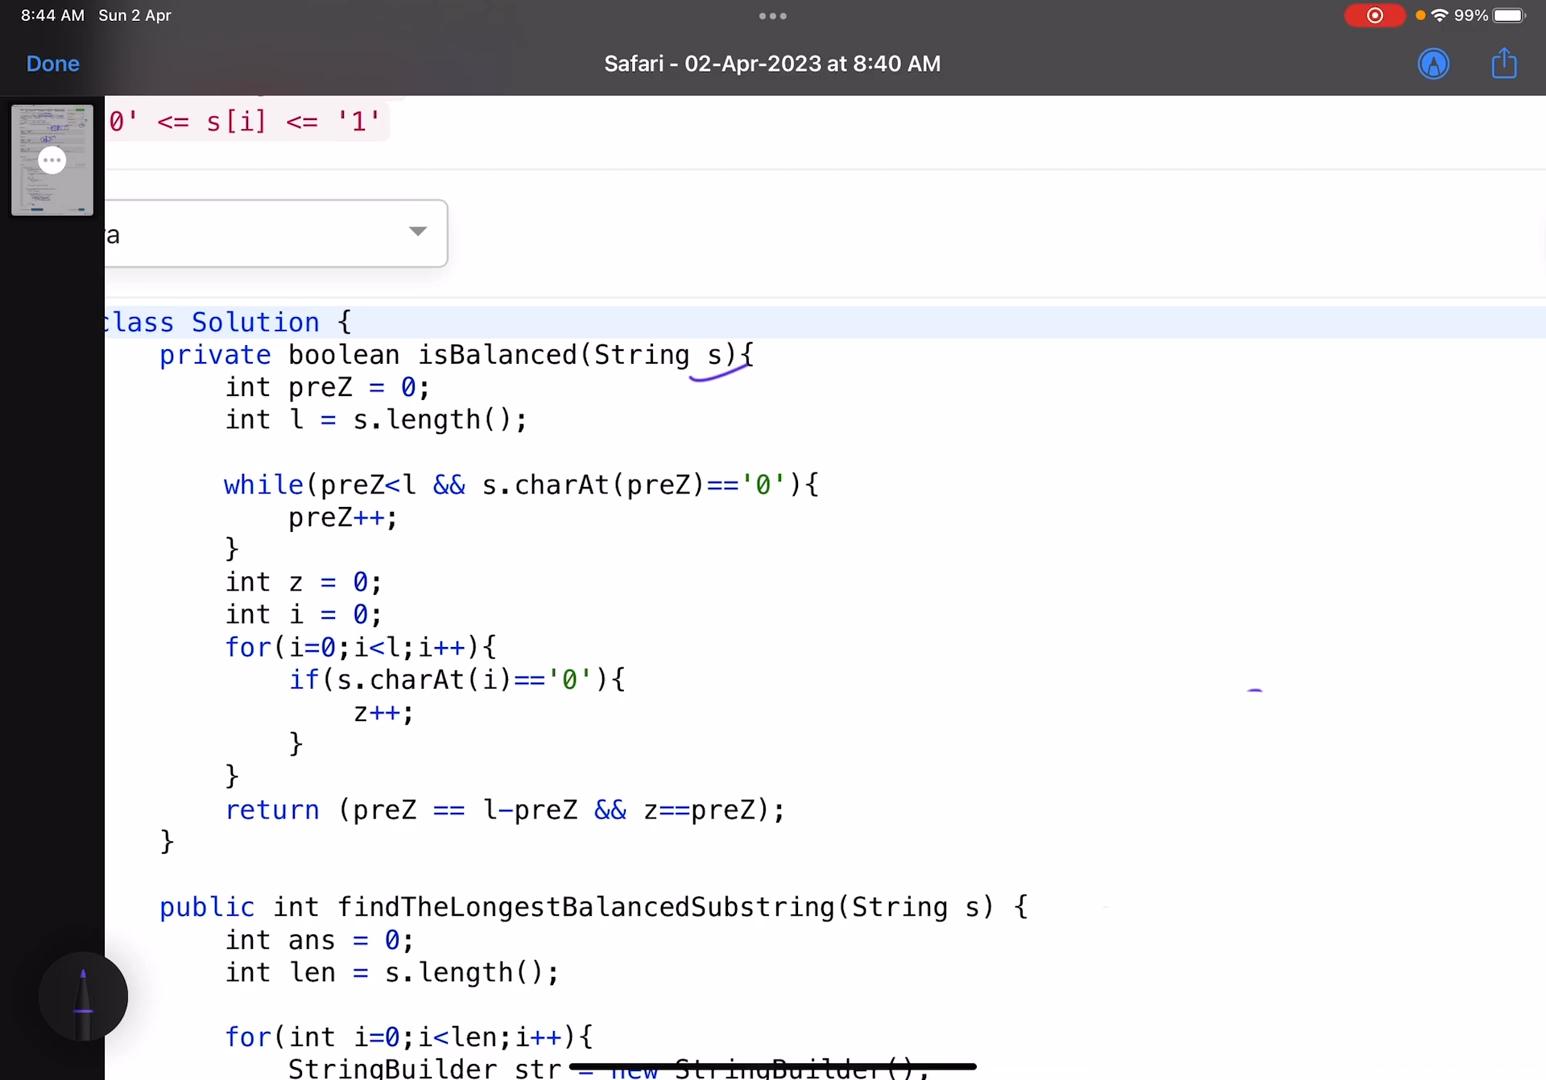 8:44 AM Sun 2 Apr
99%
Done
Safari - 02-Apr-2023 at 8:40 AM
0' <= s[i] <= '1'
a
class Solution {
private boolean isBalanced(String s){
int preZ = 0;
int l = s.length();
while(preZ<l && s.charAt(preZ)=='0'){
preZ++;
}
int z = 0;
int i = 0;
for(i=0;i<l;i++){
if(s.charAt(i)=='0'){
z++;
}
}
return (preZ == l-preZ && z==preZ);
}
public int findTheLongestBalancedSubstring(String s) {
int ans = 0;
int len = s.length();
for(int i=0;i<len;i++){
StringBuilder str = new StringBuilder();